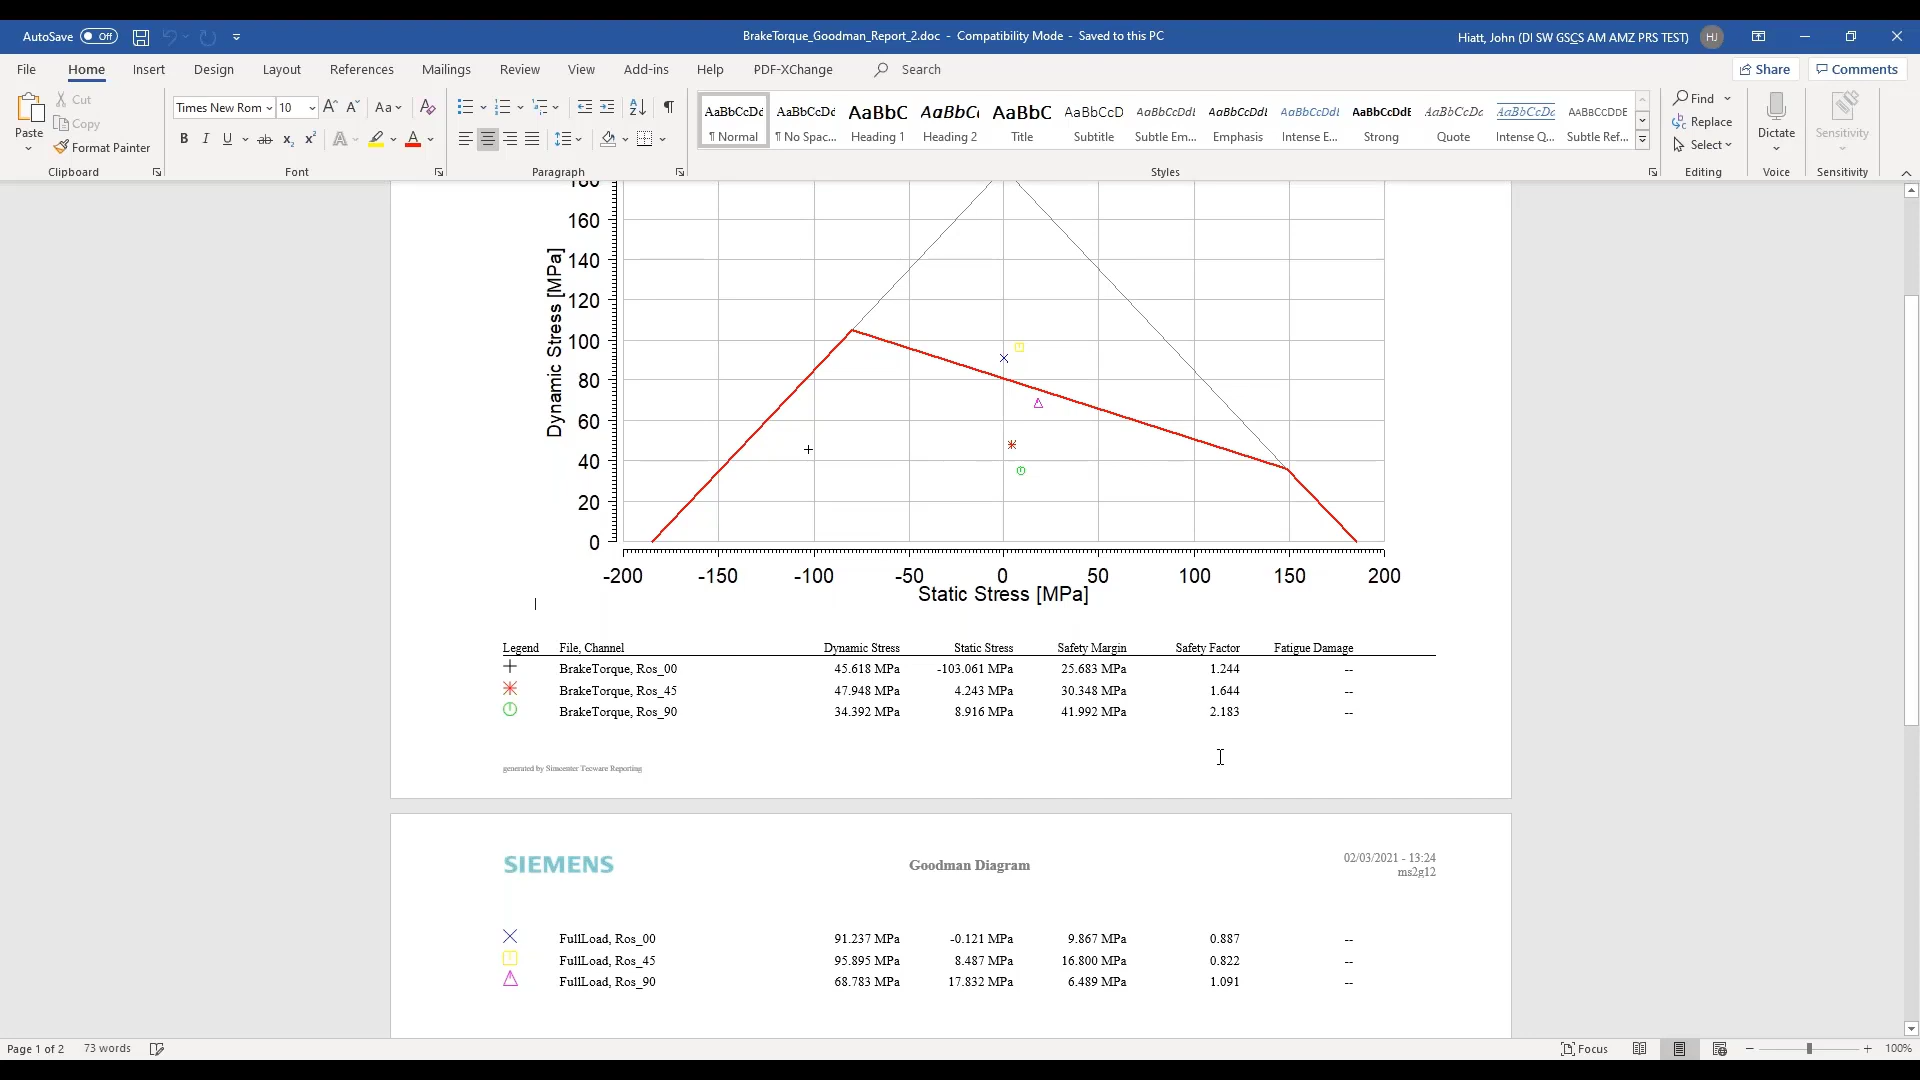 AutoSave Off
BrakeTorque_Goodman_Report_2.doc - Compatibility Mode - Saved to this PC
Hiatt, John (DI SW GSCS AM AMZ PRS TEST) HJ
File Home Insert Design Layout References Mailings Review View Add-ins Help PDF-XChange Search
Share Comments
Paste
Cut
Copy
Format Painter
Clipboard
Times New Rom 10
Font
Paragraph
AaBbCcDd AaBbCcDd AaBbC AaBbC AaBbC AaBbCcD AaBbCcDd AaBbCcDd AaBbCcDd AaBbCcDd AaBbCcDd AaBbCcDd AABBCCDDE
¶ Normal ¶ No Spac... Heading 1 Heading 2 Title Subtitle Subtle Em... Emphasis Intense E... Strong Quote Intense Q... Subtle Ref...
Styles
Find
Replace
Select
Editing
Dictate
Voice
Sensitivity
Sensitivity
Dynamic Stress [MPa]
180
160
140
120
100
80
60
40
20
0
-200 -150 -100 -50 0 50 100 150 200
Static Stress [MPa]
Legend File, Channel Dynamic Stress Static Stress Safety Margin Safety Factor Fatigue Damage
BrakeTorque, Ros_00 45.618 MPa -103.061 MPa 25.683 MPa 1.244 --
BrakeTorque, Ros_45 47.948 MPa 4.243 MPa 30.348 MPa 1.644 --
BrakeTorque, Ros_90 34.392 MPa 8.916 MPa 41.992 MPa 2.183 --
generated by Simcenter Tecware Reporting
SIEMENS
Goodman Diagram
02/03/2021 - 13:24
ms2g12
FullLoad, Ros_00 91.237 MPa -0.121 MPa 9.867 MPa 0.887 --
FullLoad, Ros_45 95.895 MPa 8.487 MPa 16.800 MPa 0.822 --
FullLoad, Ros_90 68.783 MPa 17.832 MPa 6.489 MPa 1.091 --
Page 1 of 2 73 words
Focus
100%